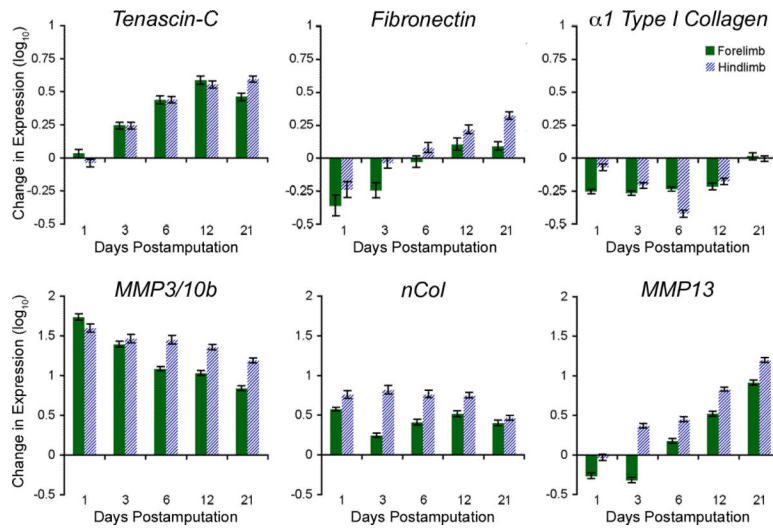 Tenascin-C
Fibronectin
α1 Type I Collagen
Change in Expression (log10)
1
0.75
0.5
0.25
0
-0.25
-0.5
1 3 6 12 21
Days Postamputation
1
0.75
0.5
0.25
0
-0.25
-0.5
1 3 6 12 21
Days Postamputation
1
0.75
0.5
0.25
0
-0.25
-0.5
Forelimb
Hindlimb
1 3 6 12 21
Days Postamputation
MMP3/10b
nCol
MMP13
Change in Expression (log10)
2
1.5
1
0.5
0
-0.5
1 3 6 12 21
Days Postamputation
2
1.5
1
0.5
0
-0.5
1 3 6 12 21
Days Postamputation
2
1.5
1
0.5
0
-0.5
1 3 6 12 21
Days Postamputation